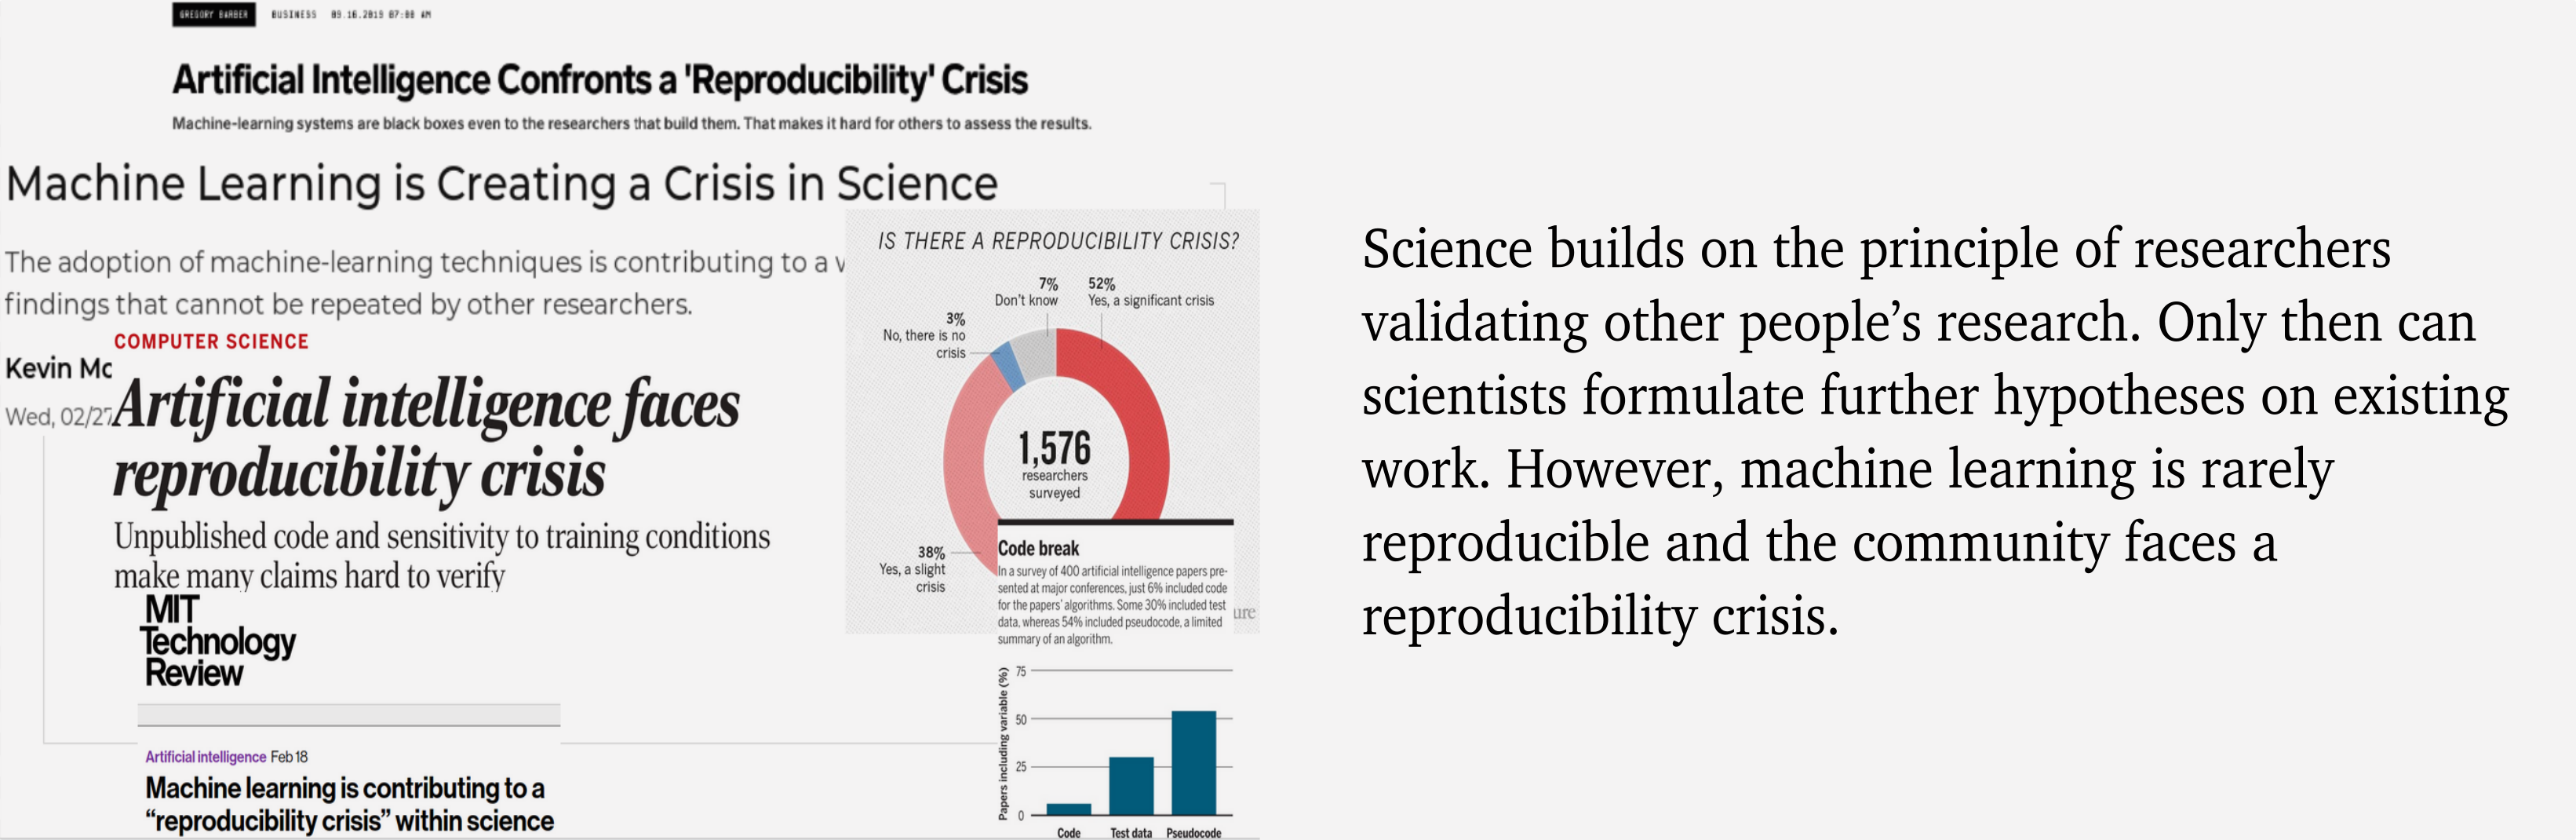 GREGORY BARBER BUSINESS 09.16.2019 07:00 AM
Artificial Intelligence Confronts a 'Reproducibility' Crisis
Machine-learning systems are black boxes even to the researchers that build them. That makes it hard for others to assess the results.
Machine Learning is Creating a Crisis in Science
The adoption of machine-learning techniques is contributing to a
findings that cannot be repeated by other researchers.
Kevin Mc
Wed, 02/27
COMPUTER SCIENCE
Artificial intelligence faces
reproducibility crisis
Unpublished code and sensitivity to training conditions
make many claims hard to verify
MIT
Technology
Review
Artificial intelligence Feb 18
Machine learning is contributing to a
“reproducibility crisis” within science
IS THERE A REPRODUCIBILITY CRISIS?
7%
Don't know
52%
Yes, a significant crisis
3%
No, there is no
crisis
1,576
researchers
surveyed
38%
Yes, a slight
crisis
Code break
In a survey of 400 artificial intelligence papers pre-
sented at major conferences, just 6% included code
for the papers' algorithms. Some 30% included test
data, whereas 54% included pseudocode, a limited
summary of an algorithm.
ure
Papers including variable (%)
75
50
25
0
Code Test data Pseudocode
Science builds on the principle of researchers
validating other people’s research. Only then can
scientists formulate further hypotheses on existing
work. However, machine learning is rarely
reproducible and the community faces a
reproducibility crisis.